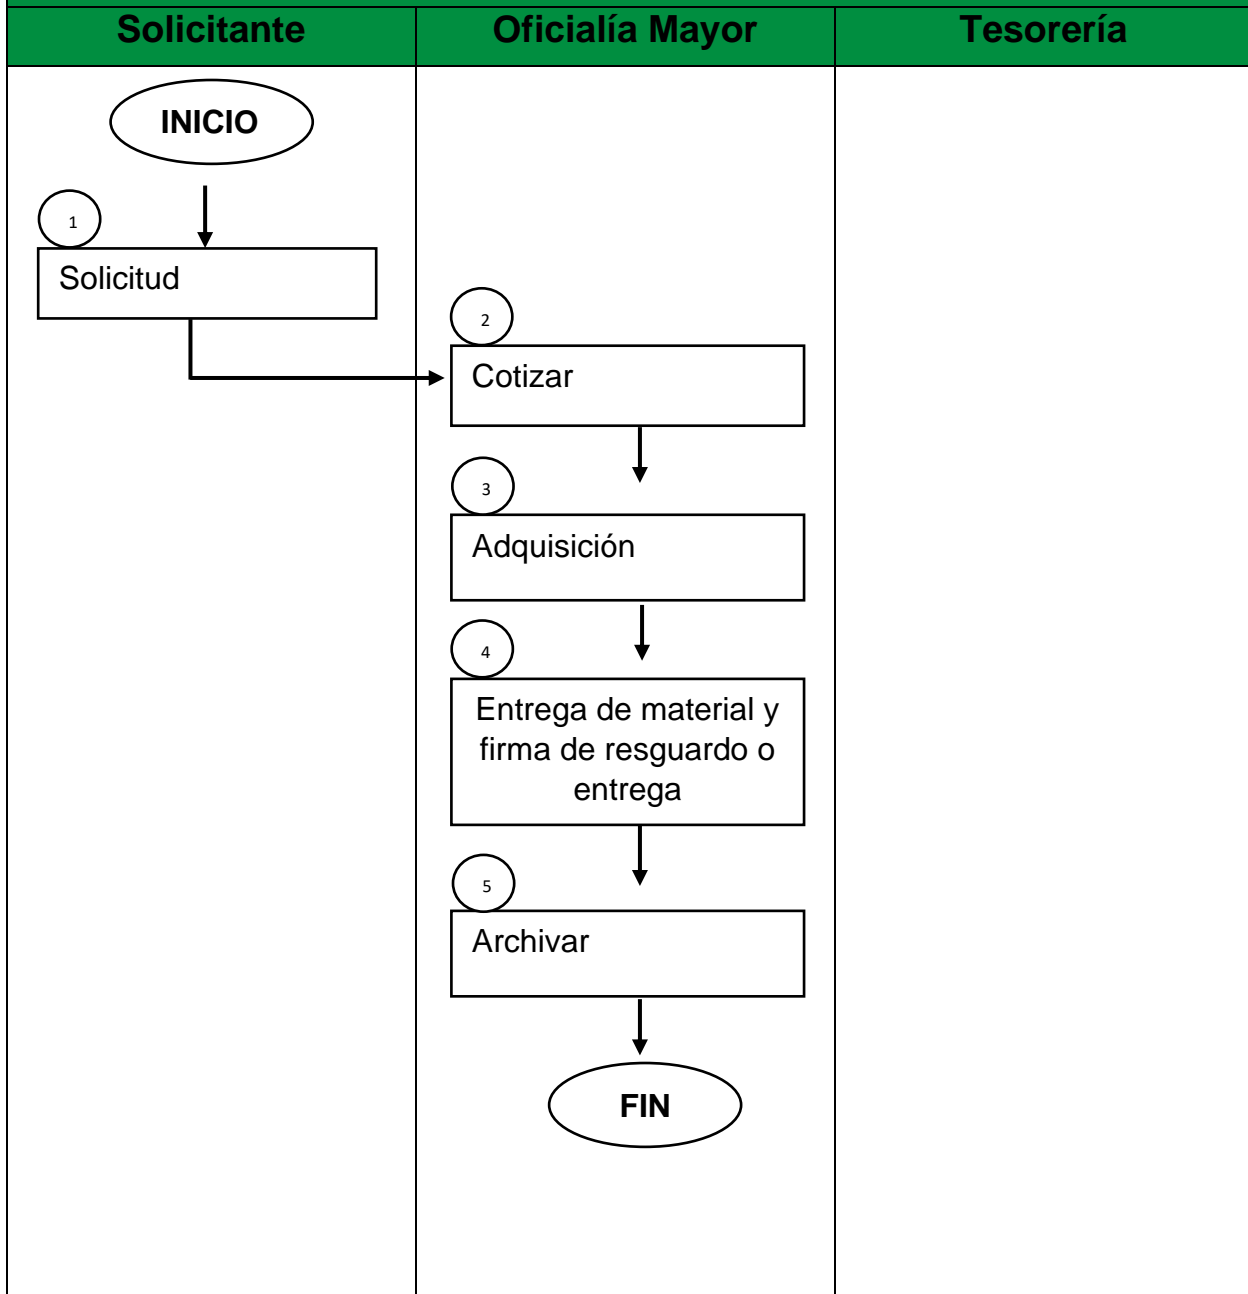 Solicitante
Oficialía Mayor
Tesorería
INICIO
1
Solicitud
2
Cotizar
3
Adquisición
4
Entrega de material y
firma de resguardo o
entrega
5
Archivar
FIN